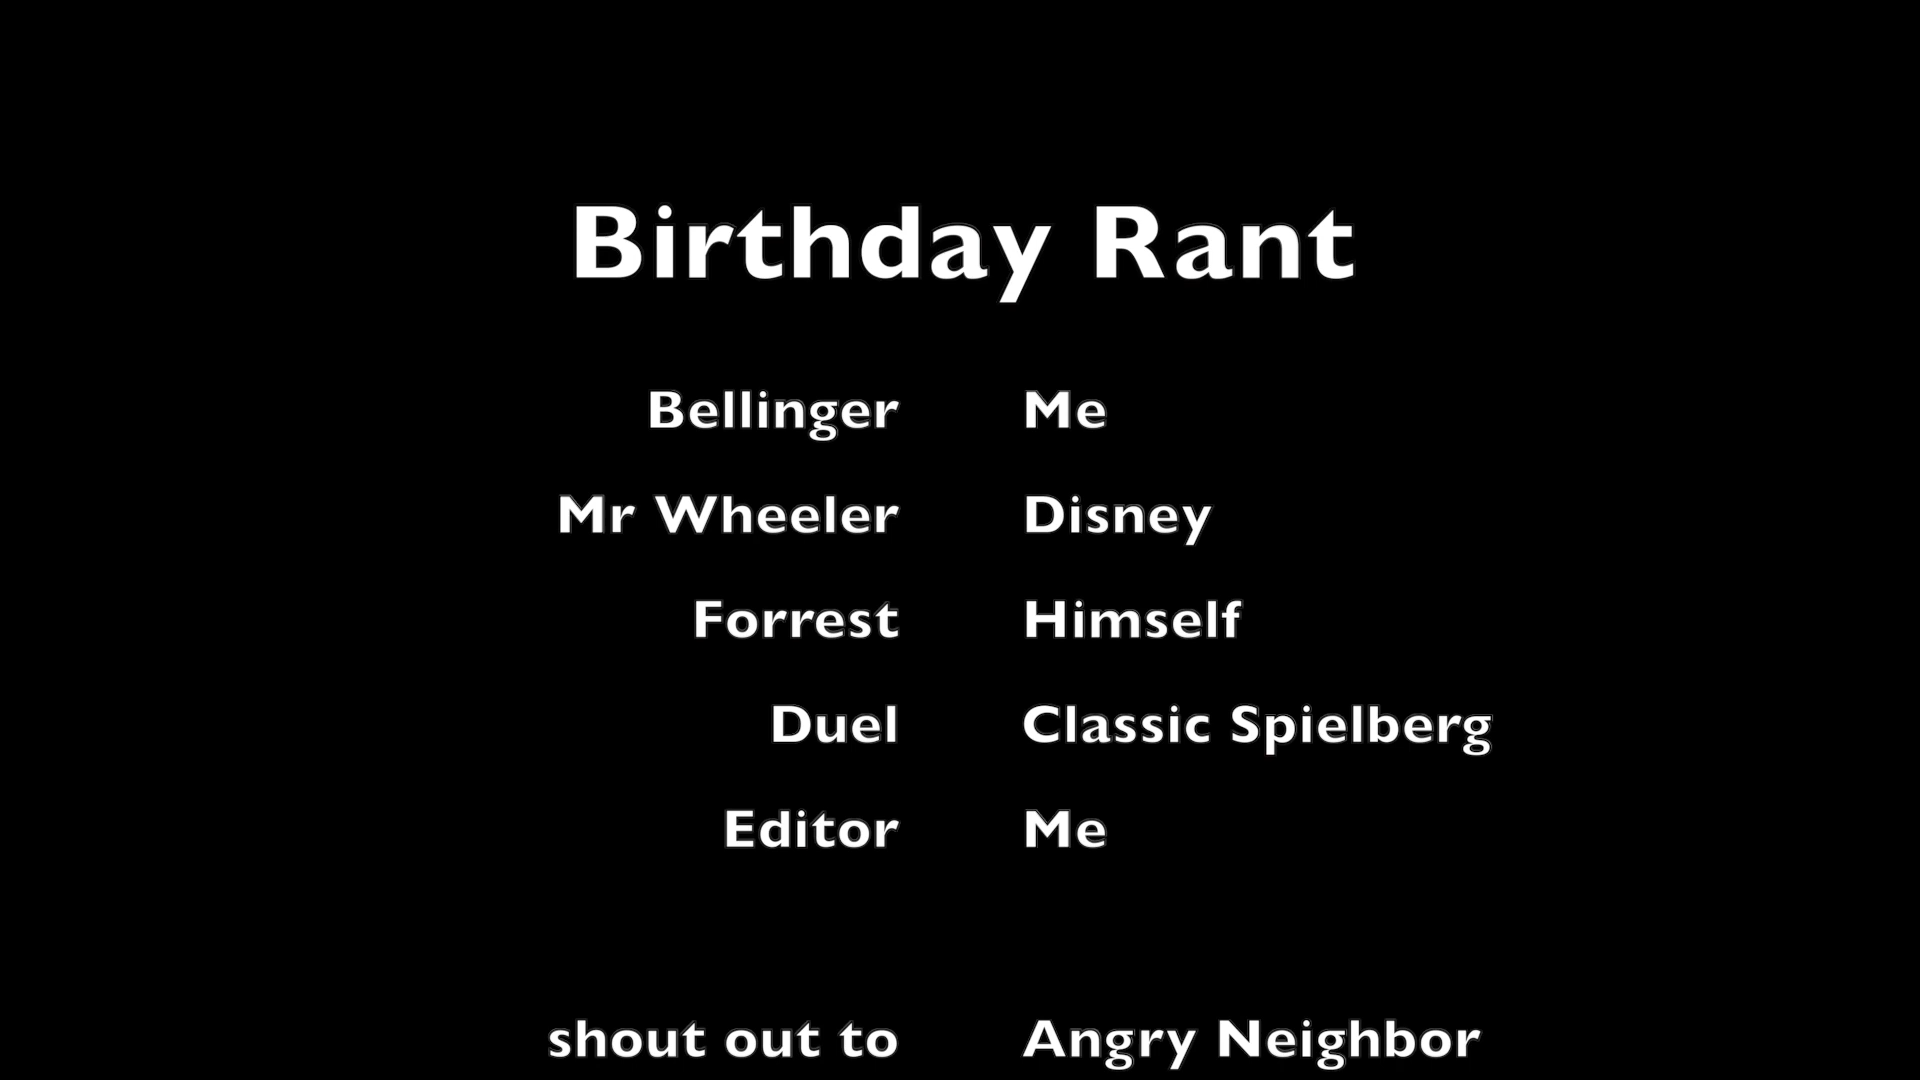 Birthday Rant
Bellinger Me
Mr Wheeler Disney
Forrest Himself
Duel Classic Spielberg
Editor Me
shout out to Angry Neighbor